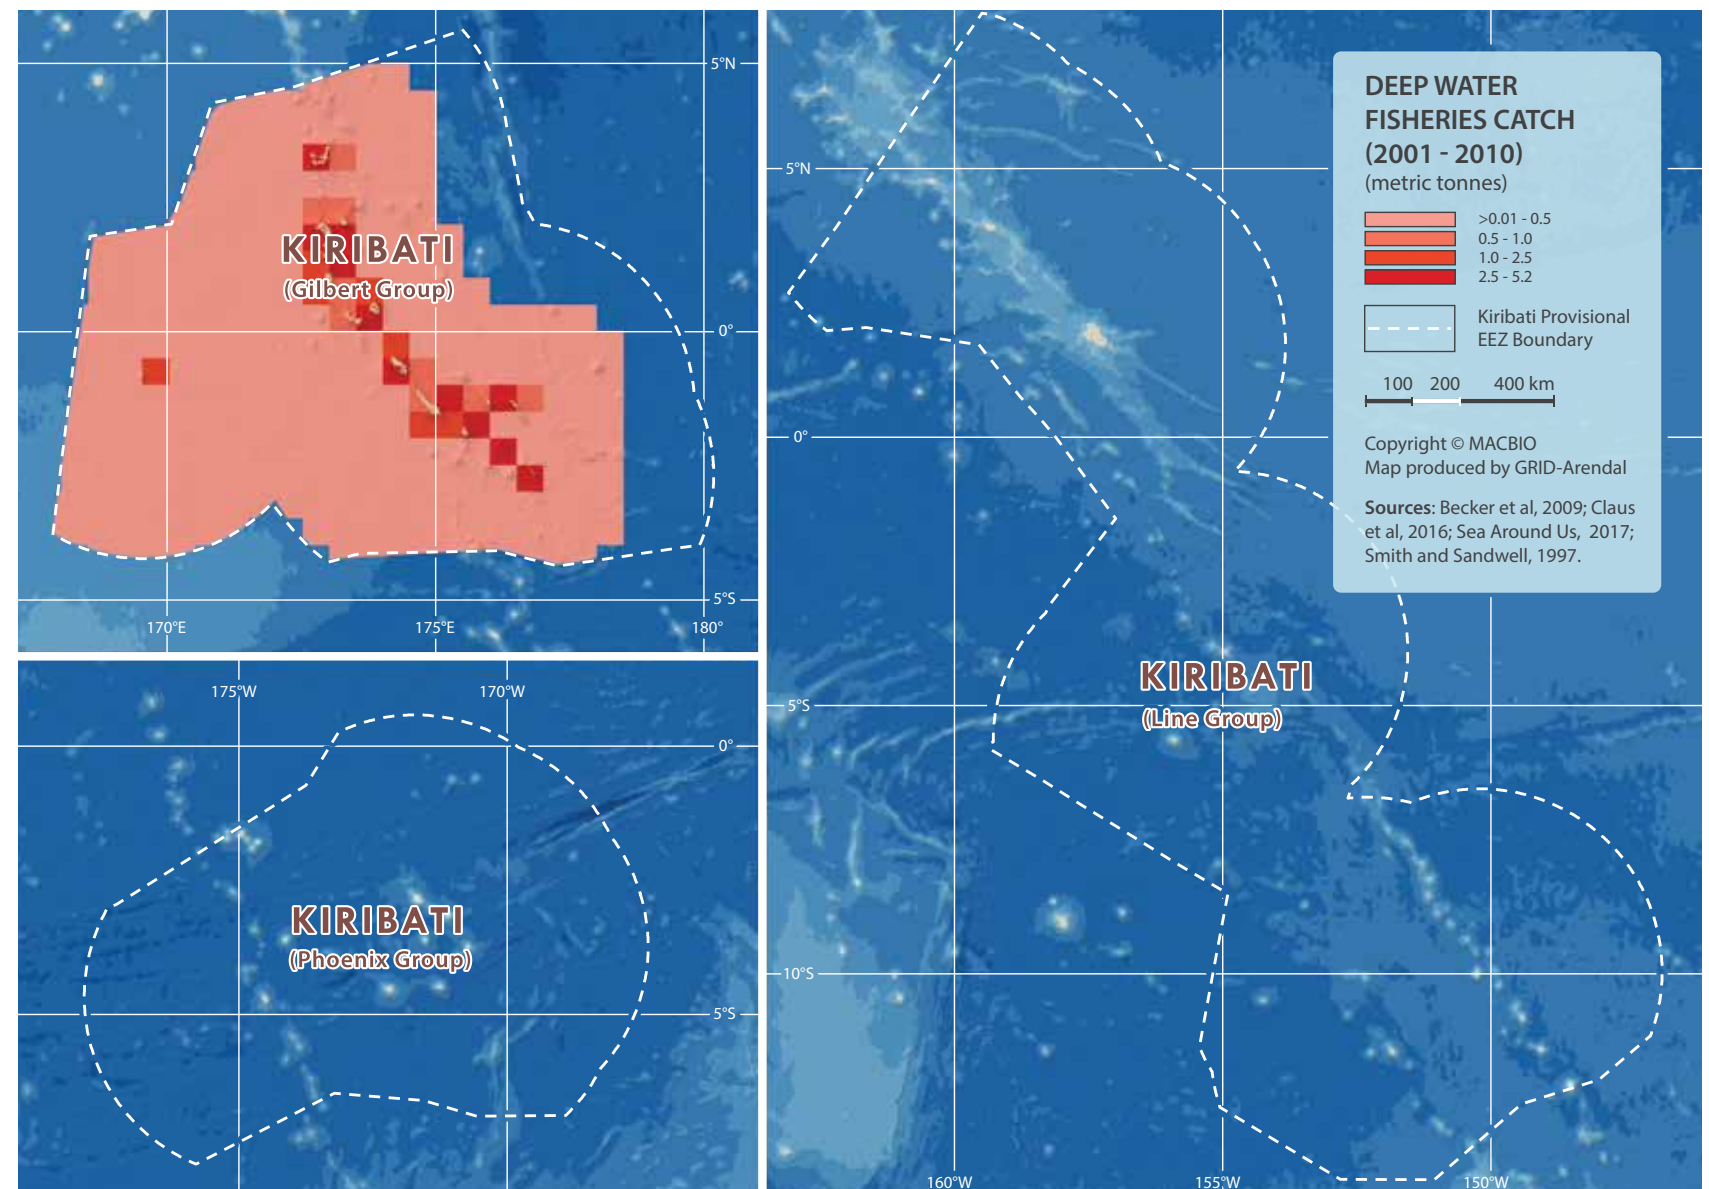 5°N
KIRIBATI
(Gilbert Group)
0°
5°S
170°E
175°E
180°
175°W
170°W
0°
KIRIBATI
(Phoenix Group)
5°S
5°N
0°
KIRIBATI
(Line Group)
5°S
10°S
160°W
155°W
150°W
DEEP WATER
FISHERIES CATCH
(2001 - 2010)
(metric tonnes)
>0.01 - 0.5
0.5 - 1.0
1.0 - 2.5
2.5 - 5.2
Kiribati Provisional
EEZ Boundary
100 200 400 km
Copyright © MACBIO
Map produced by GRID-Arendal
Sources: Becker et al, 2009; Claus
et al, 2016; Sea Around Us, 2017;
Smith and Sandwell, 1997.